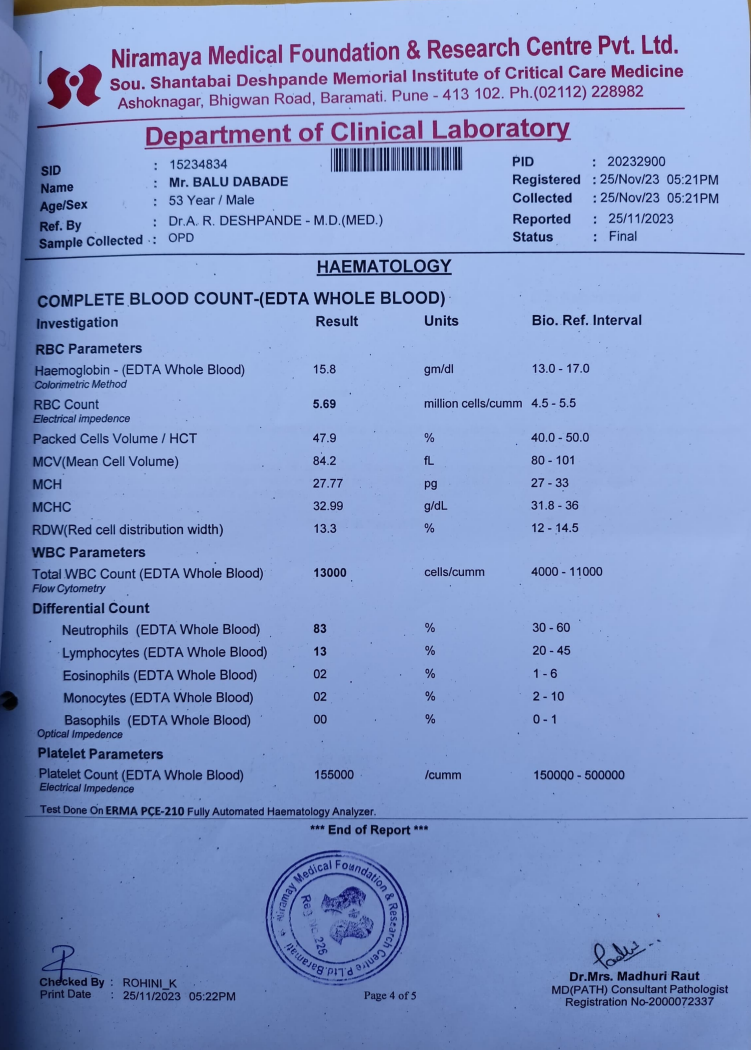 Niramaya Medical Foundation & Research Centre Pvt. Ltd.
Sou. Shantabai Deshpande Memorial Institute of Critical Care Medicine
Ashoknagar, Bhigwan Road, Baramati. Pune - 413 102. Ph.(02112) 228982
Department of Clinical Laboratory
SID : 15234834 PID : 20232900
Name : Mr. BALU DABADE Registered : 25/Nov/23 05:21PM
Age/Sex : 53 Year / Male Collected : 25/Nov/23 05:21PM
Ref. By : Dr.A. R. DESHPANDE - M.D.(MED.) Reported : 25/11/2023
Sample Collected : OPD Status : Final
HAEMATOLOGY
COMPLETE BLOOD COUNT-(EDTA WHOLE BLOOD)
Investigation Result Units Bio. Ref. Interval
RBC Parameters
Haemoglobin - (EDTA Whole Blood) 15.8 gm/dl 13.0 - 17.0
Colorimetric Method
RBC Count 5.69 million cells/cumm 4.5 - 5.5
Electrical impedence
Packed Cells Volume / HCT 47.9 % 40.0 - 50.0
MCV(Mean Cell Volume) 84.2 fL 80 - 101
MCH 27.77 pg 27 - 33
MCHC 32.99 g/dL 31.8 - 36
RDW(Red cell distribution width) 13.3 % 12 - 14.5
WBC Parameters
Total WBC Count (EDTA Whole Blood) 13000 cells/cumm 4000 - 11000
Flow Cytometry
Differential Count
Neutrophils (EDTA Whole Blood) 83 % 30 - 60
Lymphocytes (EDTA Whole Blood) 13 % 20 - 45
Eosinophils (EDTA Whole Blood) 02 % 1 - 6
Monocytes (EDTA Whole Blood) 02 % 2 - 10
Basophils (EDTA Whole Blood) 00 % 0 - 1
Optical Impedence
Platelet Parameters
Platelet Count (EDTA Whole Blood) 155000 /cumm 150000 - 500000
Electrical Impedence
Test Done On ERMA PCE-210 Fully Automated Haematology Analyzer.
*** End of Report ***
Niramay Medical Foundation & Research Centre P.Ltd.Baramati
Checked By : ROHINI_K
Print Date : 25/11/2023 05:22PM
Page 4 of 5
Dr.Mrs. Madhuri Raut
MD(PATH) Consultant Pathologist
Registration No-2000072337